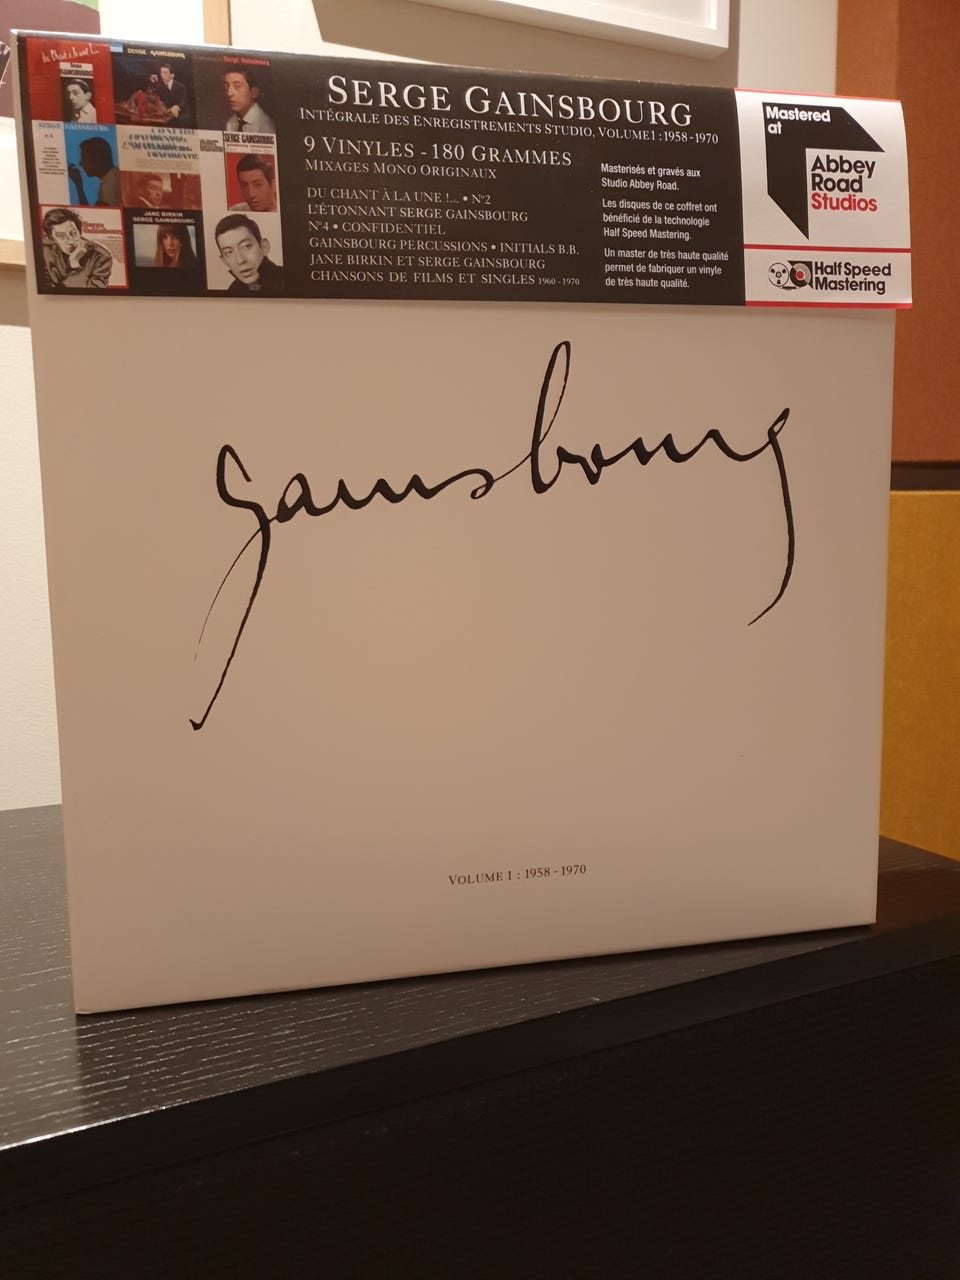 SERGE GAINSBOURG
INTÉGRALE DES ENREGISTREMENTS STUDIO, VOLUME 1 : 1958 - 1970
9 VINYLES - 180 GRAMMES
MIXAGES MONO ORIGINAUX
DU CHANT À LA UNE !... • N°2
L'ÉTONNANT SERGE GAINSBOURG
N°4 • CONFIDENTIEL
GAINSBOURG PERCUSSIONS • INITIALS B.B.
JANE BIRKIN ET SERGE GAINSBOURG
CHANSONS DE FILMS ET SINGLES 1960 - 1970
Masterisés et gravés aux
Studio Abbey Road.
Les disques de ce coffret ont
bénéficié de la technologie
Half Speed Mastering.
Un master de très haute qualité
permet de fabriquer un vinyle
de très haute qualité.
Mastered
at
Abbey
Road
Studios
Half Speed
Mastering
Serge Gainsbourg
SERGE GAINSBOURG
SERGE GAINSBOURG
JANE BIRKIN
SERGE GAINSBOURG
Gainsbourg
VOLUME 1 : 1958 - 1970